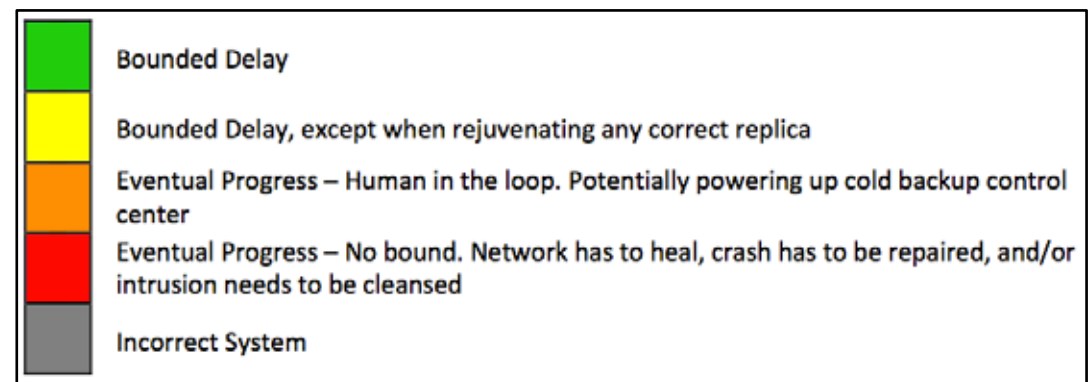 Bounded Delay
Bounded Delay, except when rejuvenating any correct replica
Eventual Progress – Human in the loop. Potentially powering up cold backup control
center
Eventual Progress – No bound. Network has to heal, crash has to be repaired, and/or
intrusion needs to be cleansed
Incorrect System